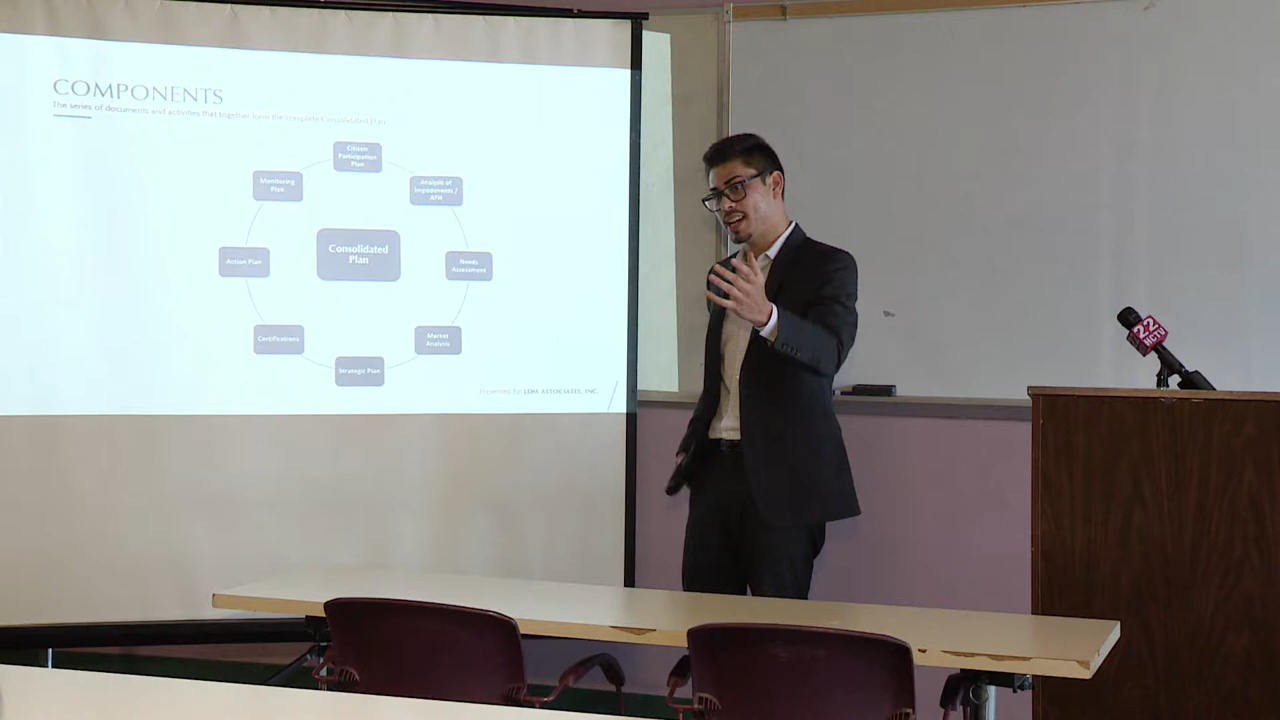 COMPONENTS
The series of documents and activities that together form the complete Consolidated Plan
Citizen
Participation
Plan
Monitoring
Plan
Analysis of
Impediments /
AFH
Consolidated
Plan
Action Plan
Needs
Assessment
Certifications
Market
Analysis
Strategic Plan
Presented by: LDM ASSOCIATES, INC.
22
HCTV